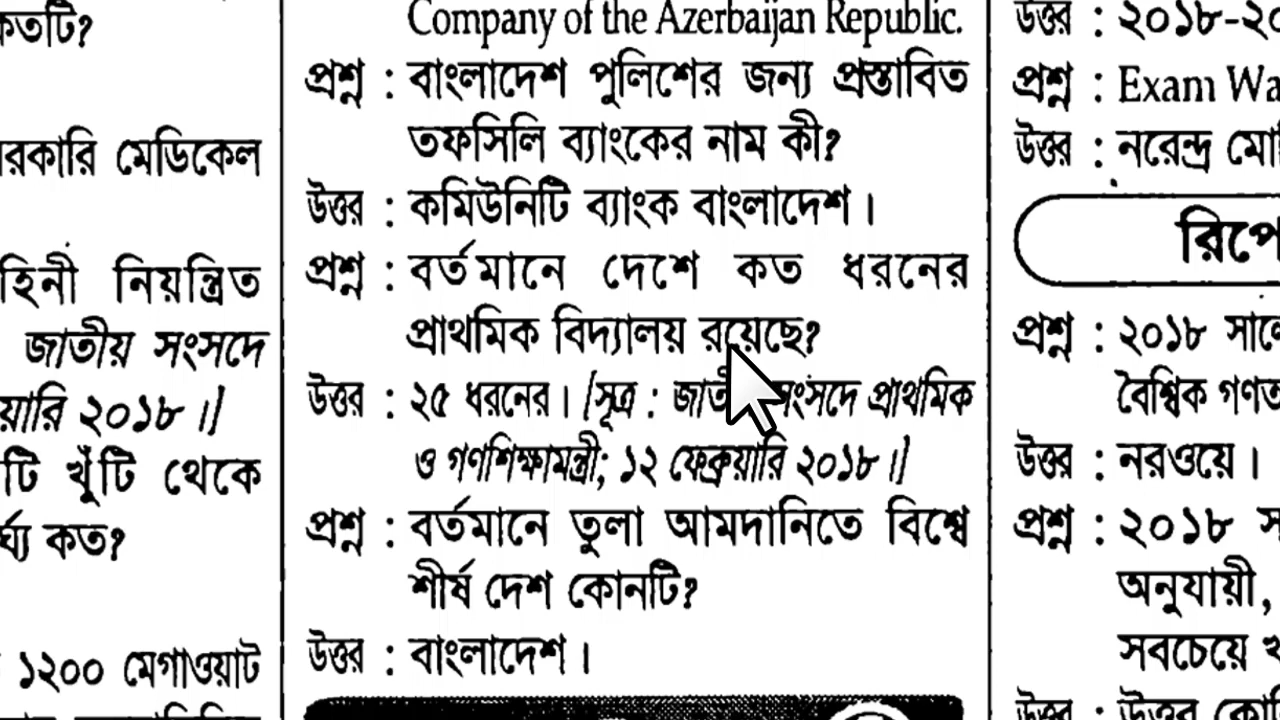 কতটি?
সরকারি মেডিকেল
নিয়ন্ত্রিত
জাতীয় সংসদে
২০১৮।]
টি খুঁটি থেকে
কত?
১২০০ মেগাওয়াট
Company of the Azerbaijan Republic.
প্রশ্ন : বাংলাদেশ পুলিশের জন্য প্রস্তাবিত
তফসিলি ব্যাংকের নাম কী?
উত্তর : কমিউনিটি ব্যাংক বাংলাদেশ।
প্রশ্ন : বর্তমানে দেশে কত ধরনের
প্রাথমিক বিদ্যালয় রয়েছে?
উত্তর : ২৫ ধরনের। [সূত্র : জাতীয় সংসদে প্রাথমিক
ও গণশিক্ষামন্ত্রী; ১২ ফেব্রুয়ারি ২০১৮।]
প্রশ্ন : বর্তমানে তুলা আমদানিতে বিশ্বে
শীর্ষ দেশ কোনটি?
উত্তর : বাংলাদেশ।
উত্তর : ২০১৮-২০
প্রশ্ন : Exam Wa
উত্তর : নরেন্দ্র মো
রিপো
প্রশ্ন : ২০১৮ সালে
বৈশ্বিক গণত
উত্তর : নরওয়ে।
প্রশ্ন : ২০১৮ স
অনুযায়ী,
সবচেয়ে
উত্তর : উত্তর কো